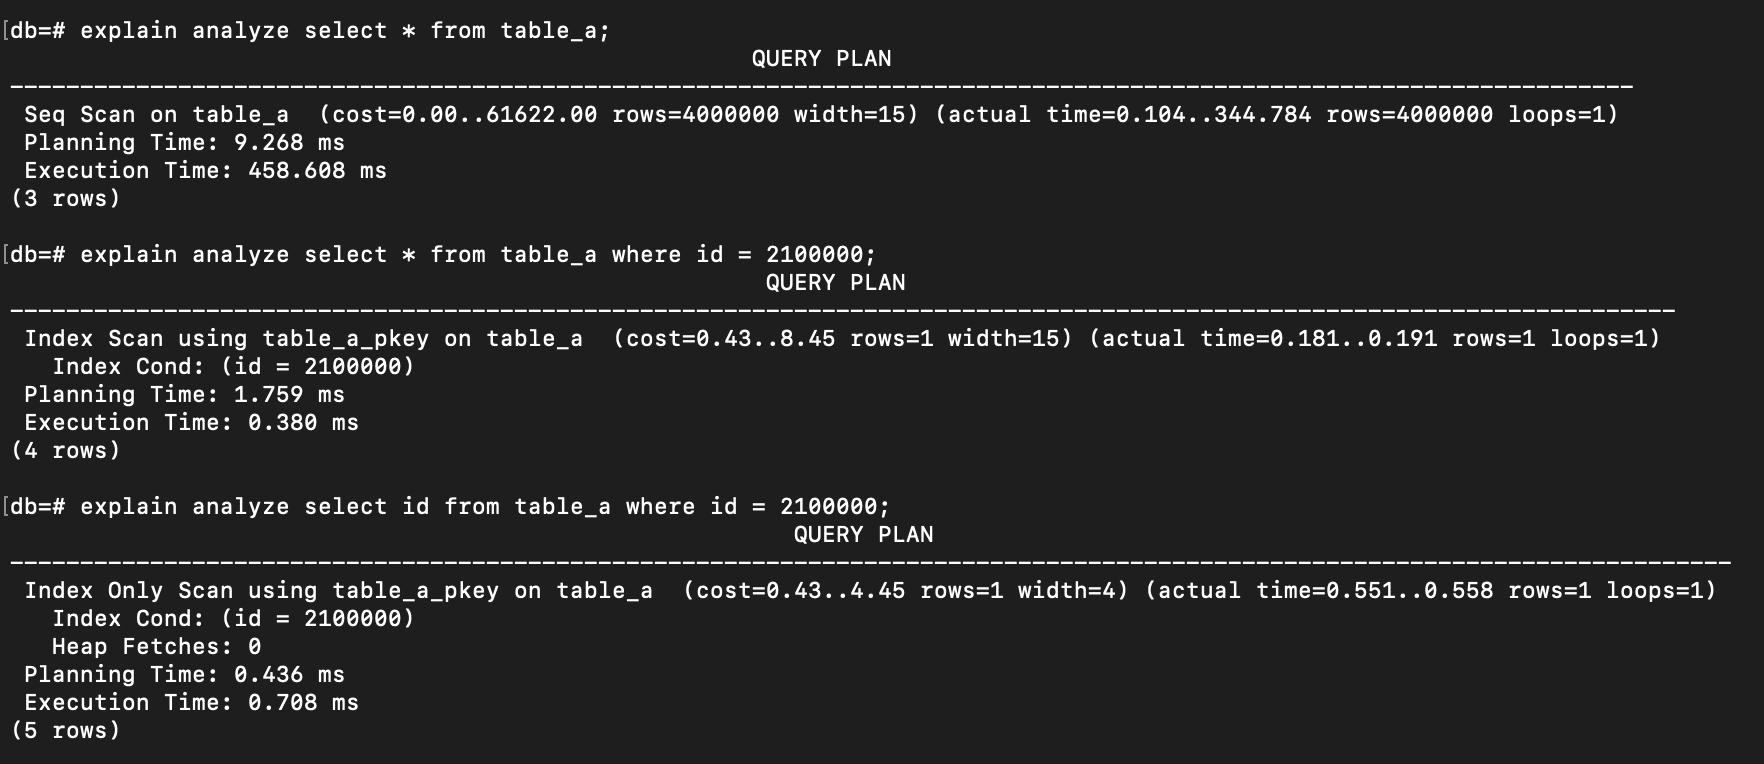 [db=# explain analyze select * from table_a;
QUERY PLAN
--------------------------------------------------------------------------------------------------------------------
Seq Scan on table_a  (cost=0.00..61622.00 rows=4000000 width=15) (actual time=0.104..344.784 rows=4000000 loops=1)
Planning Time: 9.268 ms
Execution Time: 458.608 ms
(3 rows)
[db=# explain analyze select * from table_a where id = 2100000;
QUERY PLAN
-----------------------------------------------------------------------------------------------------------------------
Index Scan using table_a_pkey on table_a  (cost=0.43..8.45 rows=1 width=15) (actual time=0.181..0.191 rows=1 loops=1)
Index Cond: (id = 2100000)
Planning Time: 1.759 ms
Execution Time: 0.380 ms
(4 rows)
[db=# explain analyze select id from table_a where id = 2100000;
QUERY PLAN
---------------------------------------------------------------------------------------------------------------------------
Index Only Scan using table_a_pkey on table_a  (cost=0.43..4.45 rows=1 width=4) (actual time=0.551..0.558 rows=1 loops=1)
Index Cond: (id = 2100000)
Heap Fetches: 0
Planning Time: 0.436 ms
Execution Time: 0.708 ms
(5 rows)